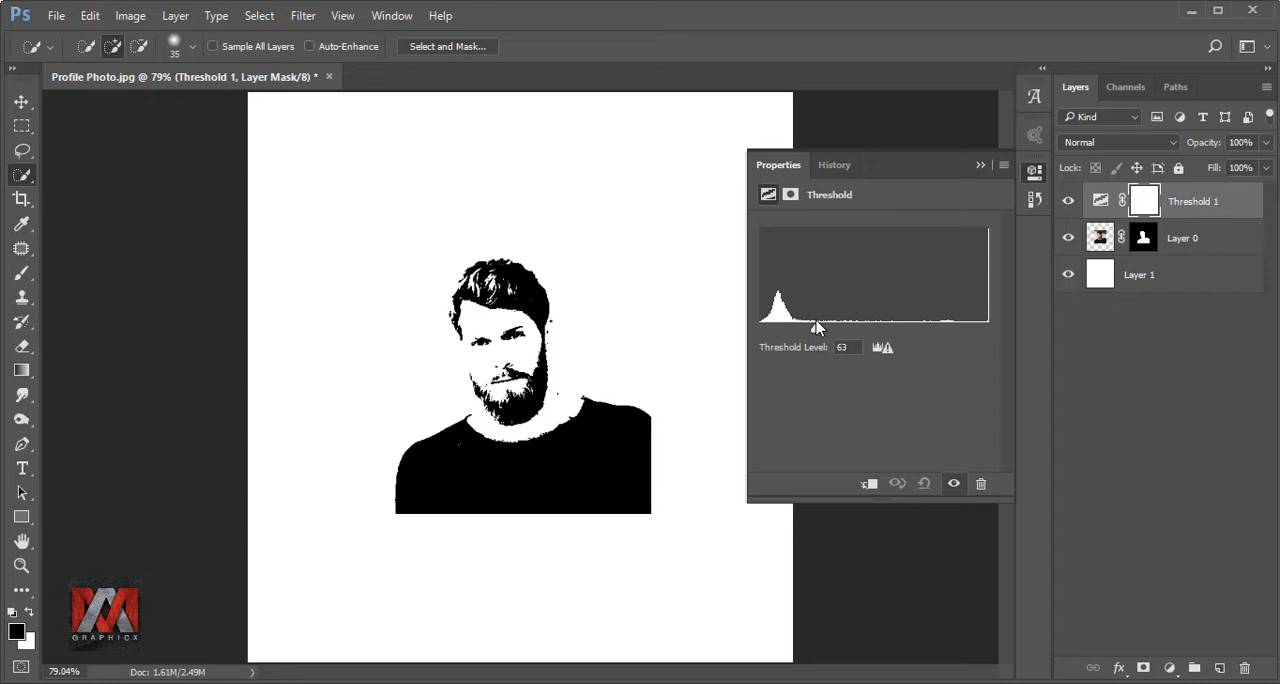 Ps File Edit Image Layer Type Select Filter View Window Help
35 Sample All Layers Auto-Enhance Select and Mask...
Profile Photo.jpg @ 79% (Threshold 1, Layer Mask/8) * ×
Layers Channels Paths
Kind
Normal Opacity: 100%
Lock: Fill: 100%
Properties History
Threshold
Threshold 1
Layer 0
Layer 1
Threshold Level: 63
GRAPHICX
79.04% Doc: 1.61M/2.49M